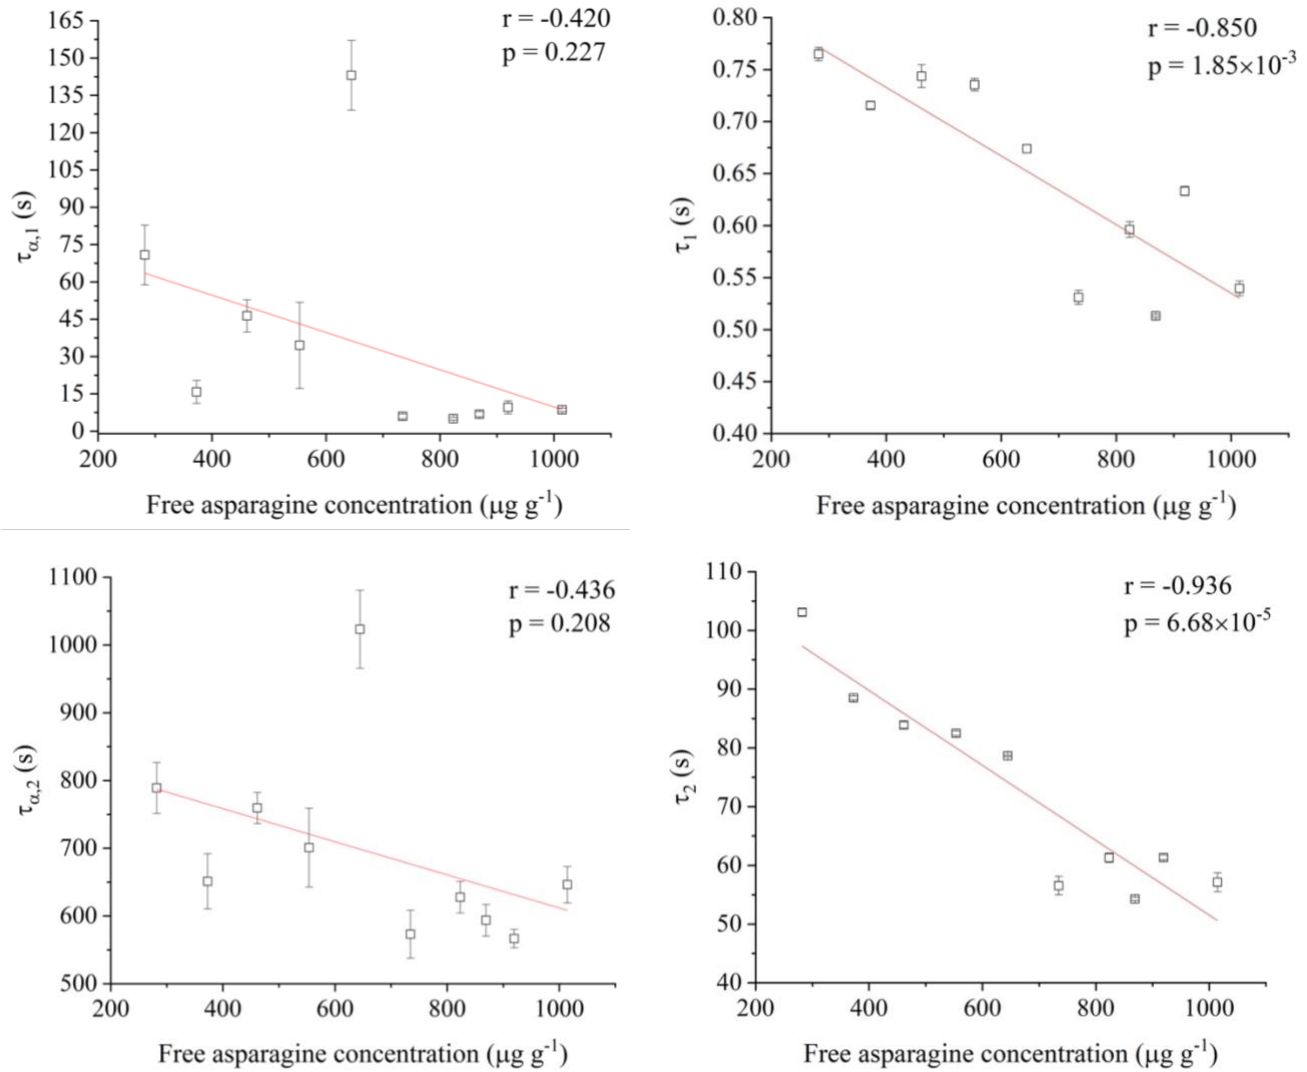 r = -0.420
p = 0.227
165
150
135
120
105
90
75
60
45
30
15
0
τα,1 (s)
200 400 600 800 1000
Free asparagine concentration (μg g-1)
r = -0.850
p = 1.85×10-3
0.80
0.75
0.70
0.65
0.60
0.55
0.50
0.45
0.40
τ1 (s)
200 400 600 800 1000
Free asparagine concentration (μg g-1)
r = -0.436
p = 0.208
1100
1000
900
800
700
600
500
τα,2 (s)
200 400 600 800 1000
Free asparagine concentration (μg g-1)
r = -0.936
p = 6.68×10-5
110
100
90
80
70
60
50
40
τ2 (s)
200 400 600 800 1000
Free asparagine concentration (μg g-1)